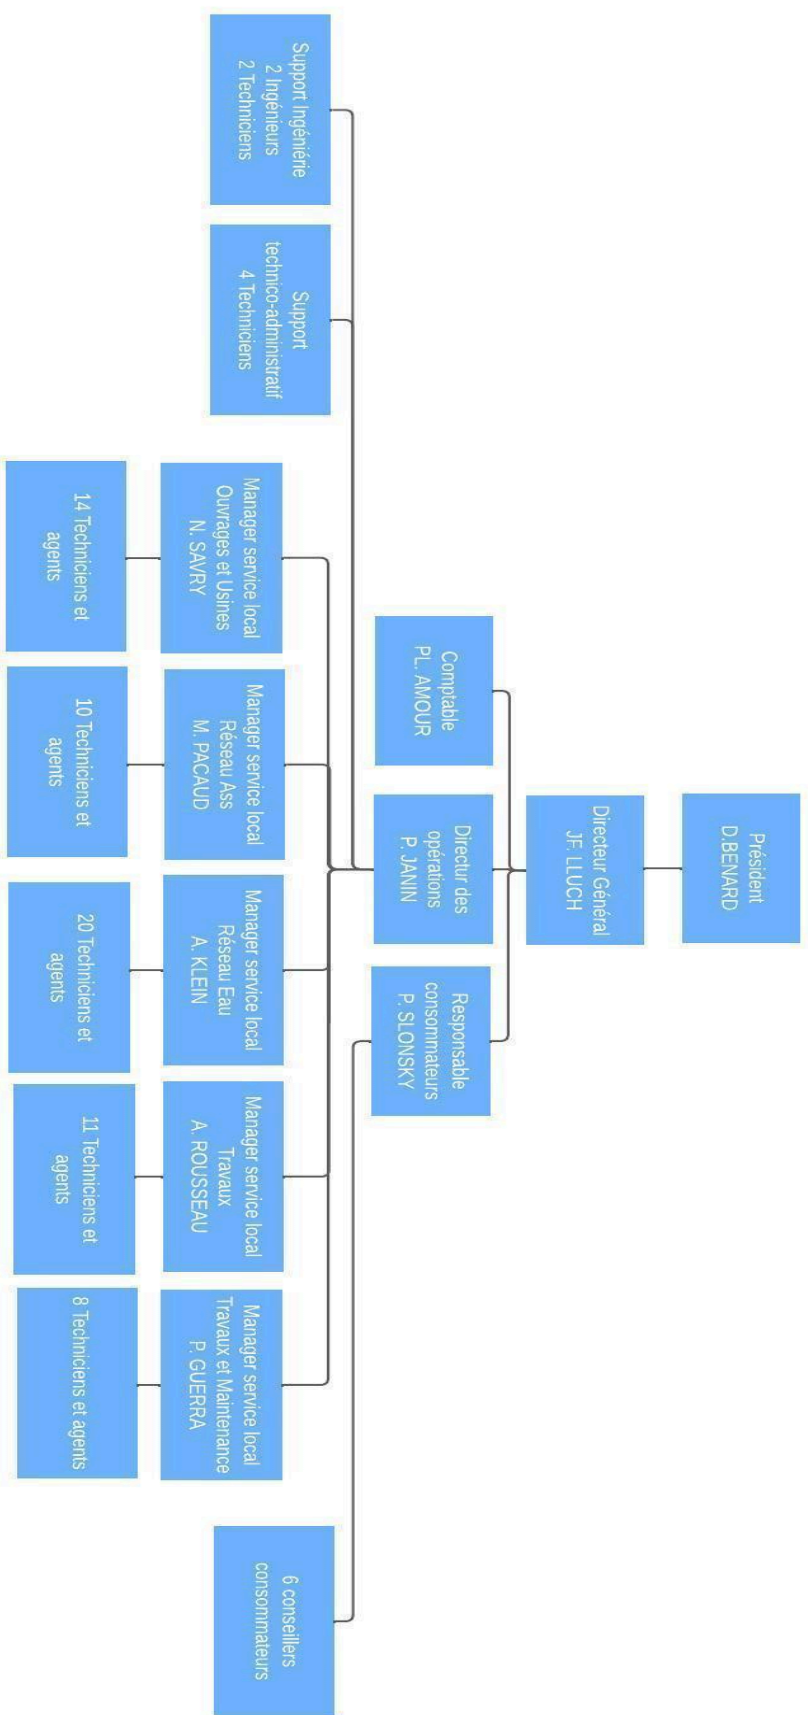 Président
D.BENARD
Directeur Général
JF. LLUCH
Comptable
PL. AMOUR
Directur des
opérations
P. JANIN
Responsable
consommateurs
P. SLONSKY
Support Ingéniérie
2 Ingénieurs
2 Techniciens
Support
technico-administratif
4 Techniciens
Manager service local
Ouvrages et Usines
N. SAVRY
Manager service local
Réseau Ass
M. PACAUD
Manager service local
Réseau Eau
A. KLEIN
Manager service local
Travaux
A. ROUSSEAU
Manager service local
Travaux et Maintenance
P. GUERRA
6 conseillers
consommateurs
14 Techniciens et
agents
10 Techniciens et
agents
20 Techniciens et
agents
11 Techniciens et
agents
8 Techniciens et agents